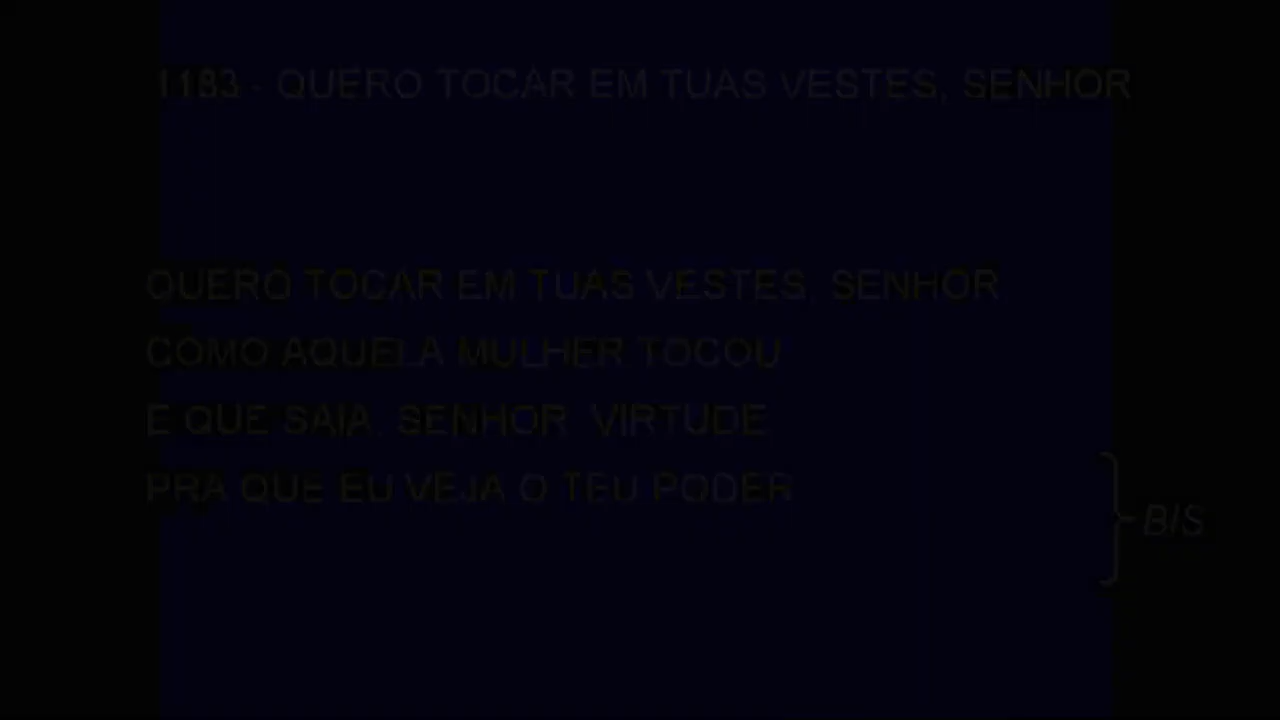 1183 - QUERO TOCAR EM TUAS VESTES, SENHOR
QUERO TOCAR EM TUAS VESTES, SENHOR
COMO AQUELA MULHER TOCOU
E QUE SAIA, SENHOR, VIRTUDE
PRA QUE EU VEJA O TEU PODER
BIS